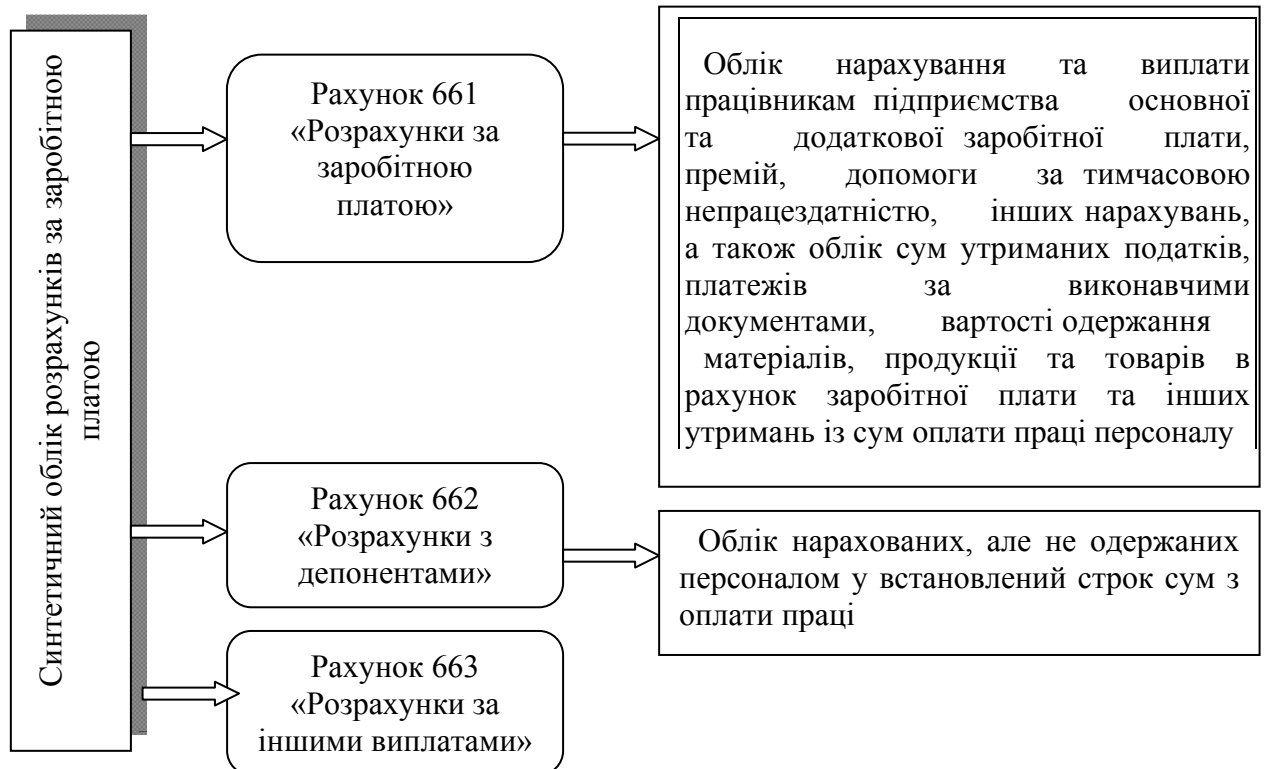 Синтетичний облік розрахунків за заробітною
платою
Рахунок 661
«Розрахунки за
заробітною
платою»
Облік нарахування та виплати
працівникам підприємства основної
та додаткової заробітної плати,
премій, допомоги за тимчасовою
непрацездатністю, інших нарахувань,
а також облік сум утриманих податків,
платежів за виконавчими
документами, вартості одержання
матеріалів, продукції та товарів в
рахунок заробітної плати та інших
утримань із сум оплати праці персоналу
Рахунок 662
«Розрахунки з
депонентами»
Облік нарахованих, але не одержаних
персоналом у встановлений строк сум з
оплати праці
Рахунок 663
«Розрахунки за
іншими виплатами»